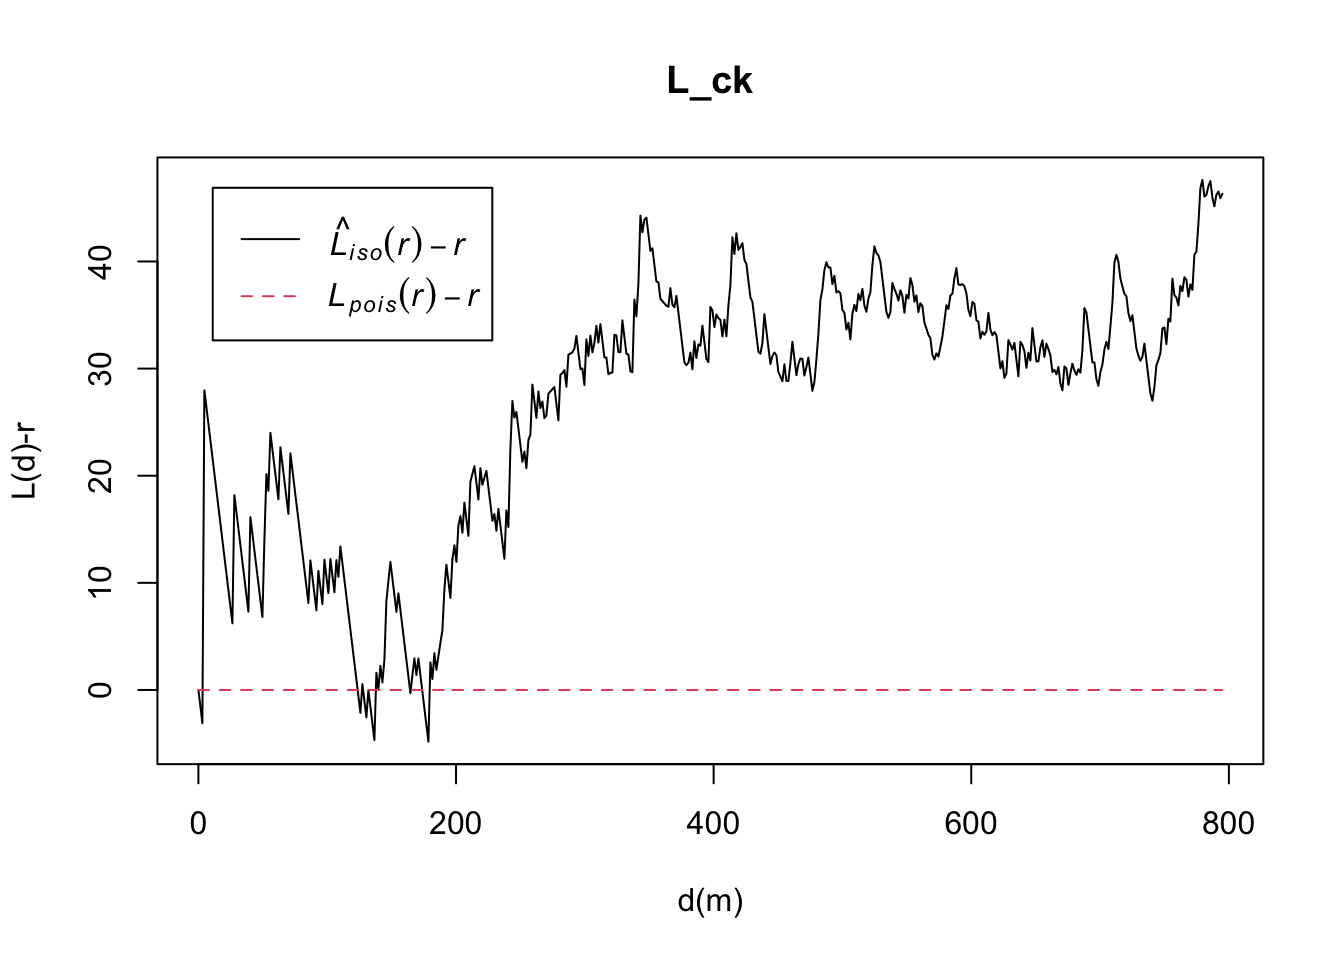 L_ck
L̂iso(r) – r
Lpois(r) – r
L(d)-r
40
30
20
10
0
0 200 400 600 800
d(m)